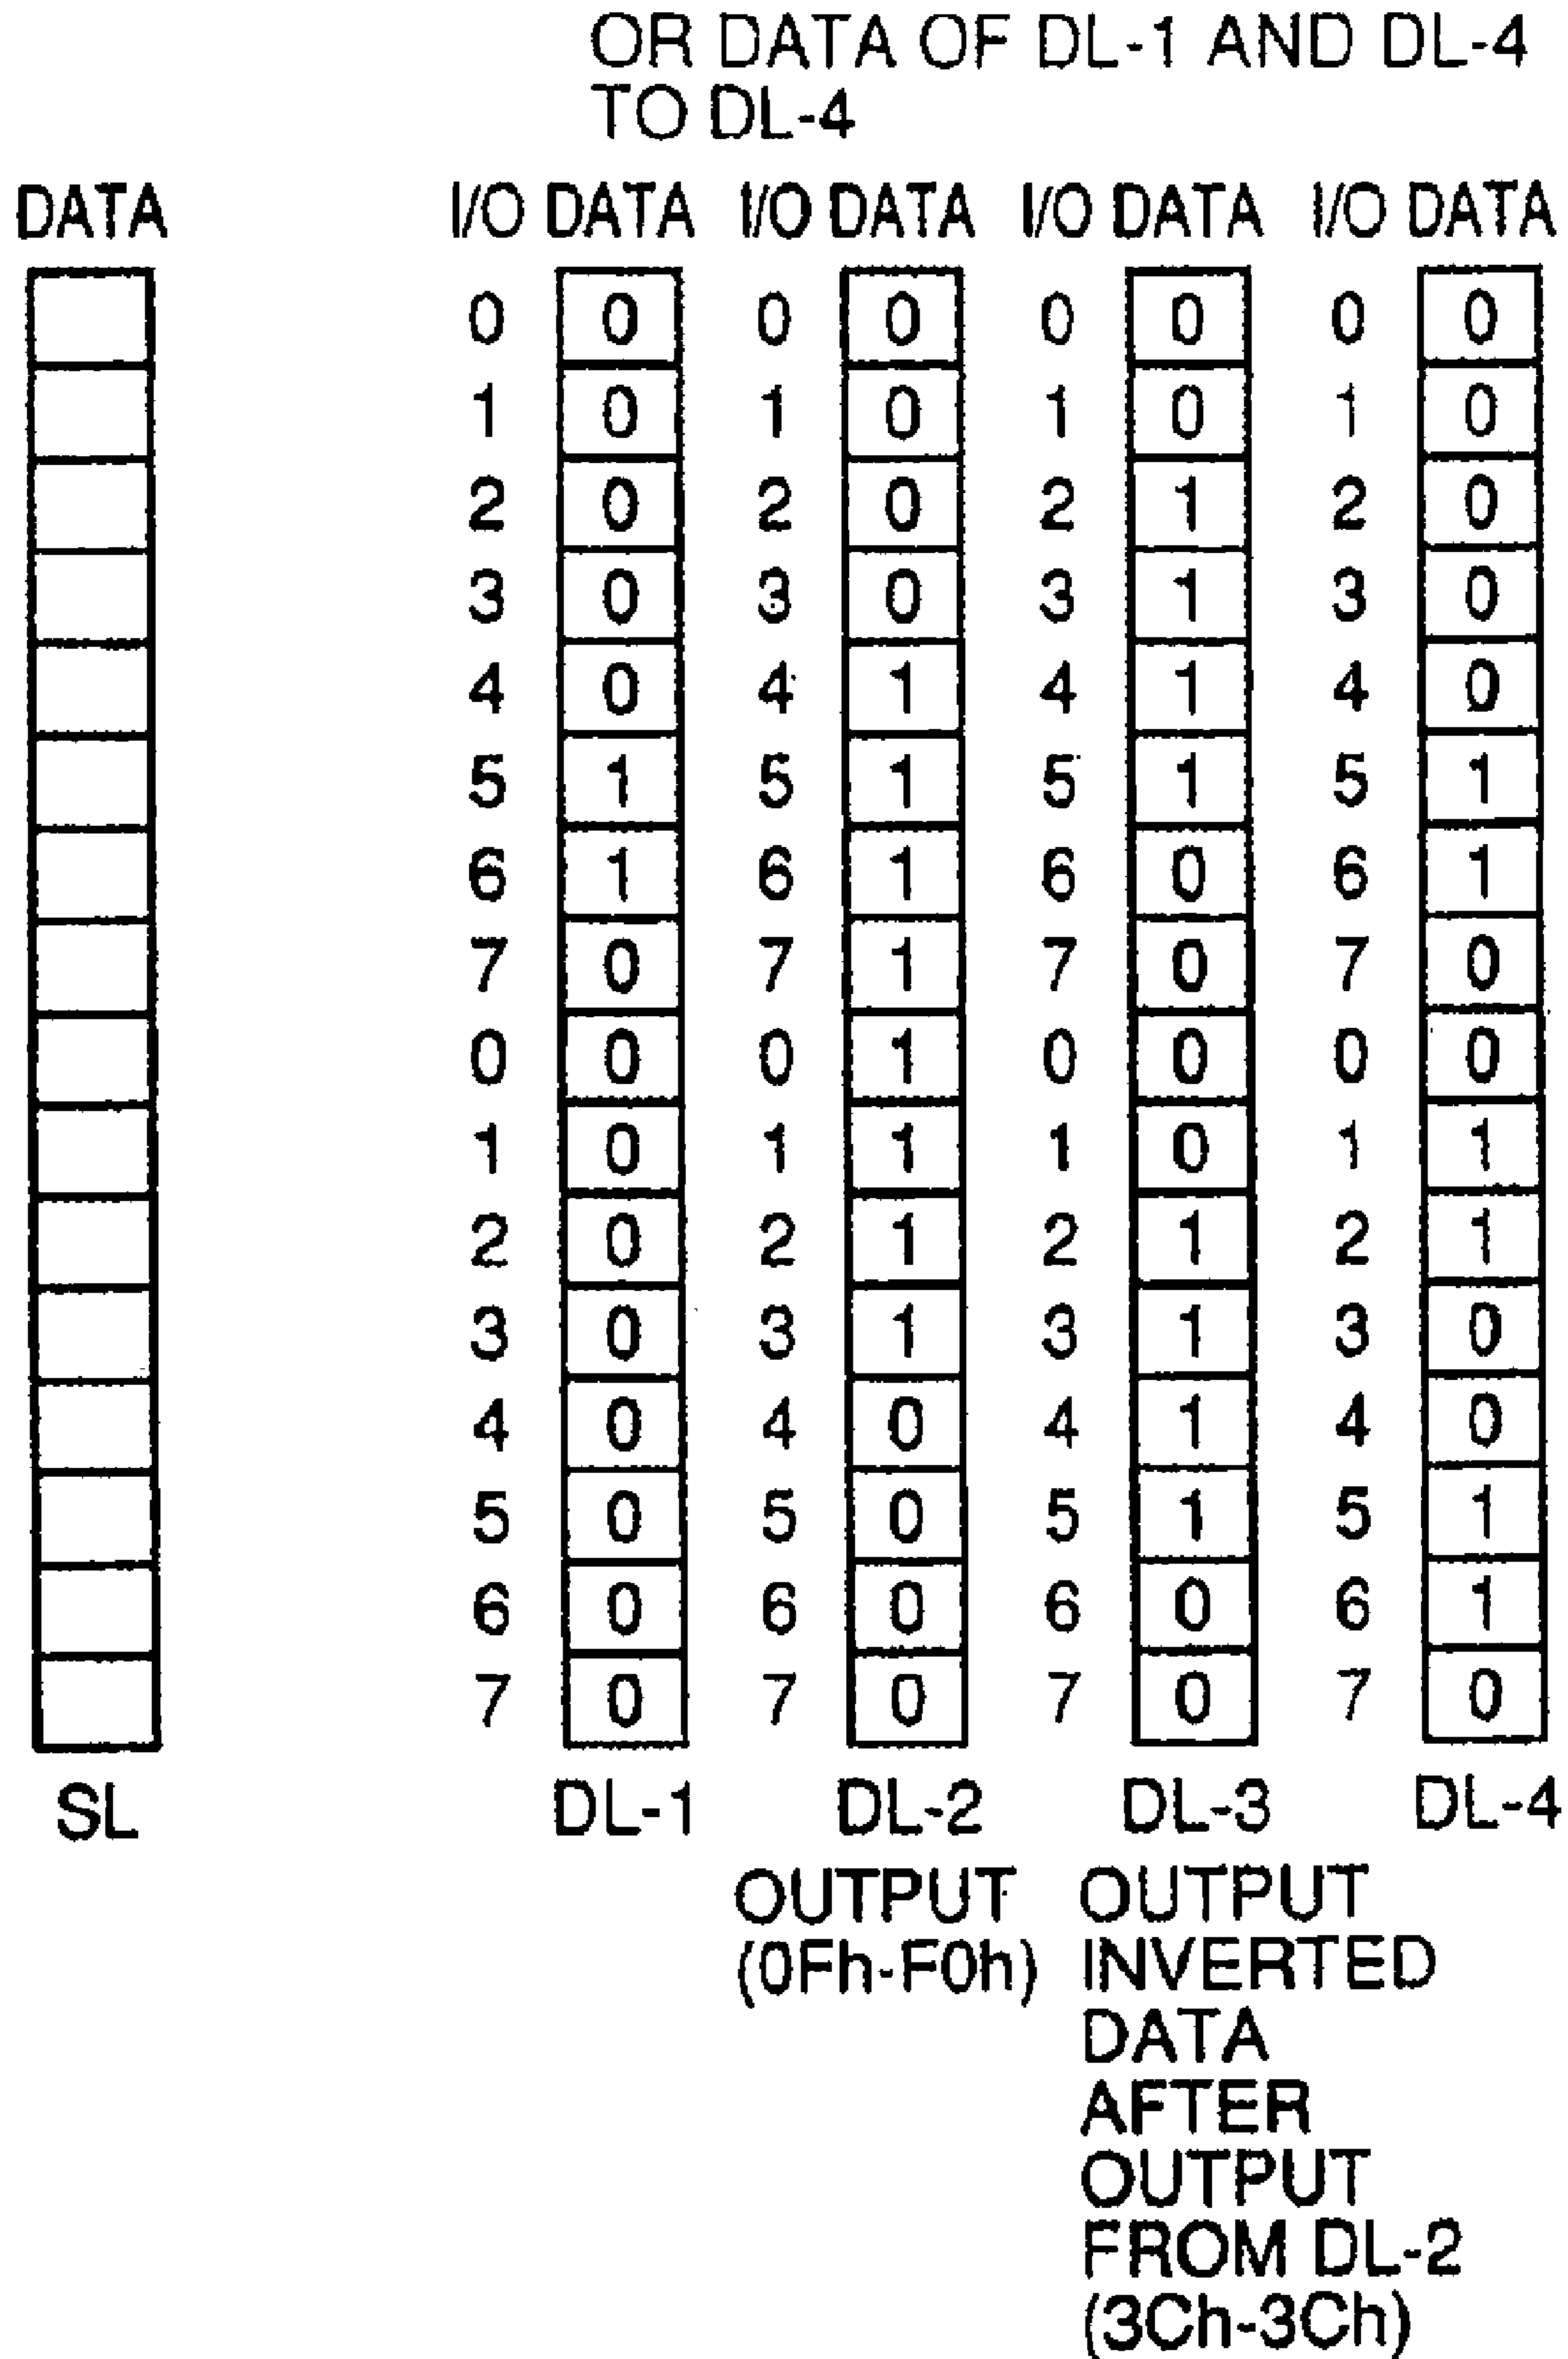 OR DATA OF DL-1 AND DL-4
TO DL-4
DATA I/O DATA I/O DATA I/O DATA I/O DATA
0 0 0 0 0 0 0 0
1 0 1 0 1 0 1 0
2 0 2 0 2 1 2 0
3 0 3 0 3 1 3 0
4 0 4 1 4 1 4 0
5 1 5 1 5 1 5 1
6 1 6 1 6 0 6 1
7 0 7 1 7 0 7 0
0 0 0 1 0 0 0 0
1 0 1 1 1 0 1 1
2 0 2 1 2 1 2 1
3 0 3 1 3 1 3 0
4 0 4 0 4 1 4 0
5 0 5 0 5 1 5 1
6 0 6 0 6 0 6 1
7 0 7 0 7 0 7 0
SL DL-1 DL-2 DL-3 DL-4
OUTPUT
(0Fh-F0h)
OUTPUT
INVERTED
DATA
AFTER
OUTPUT
FROM DL-2
(3Ch-3Ch)